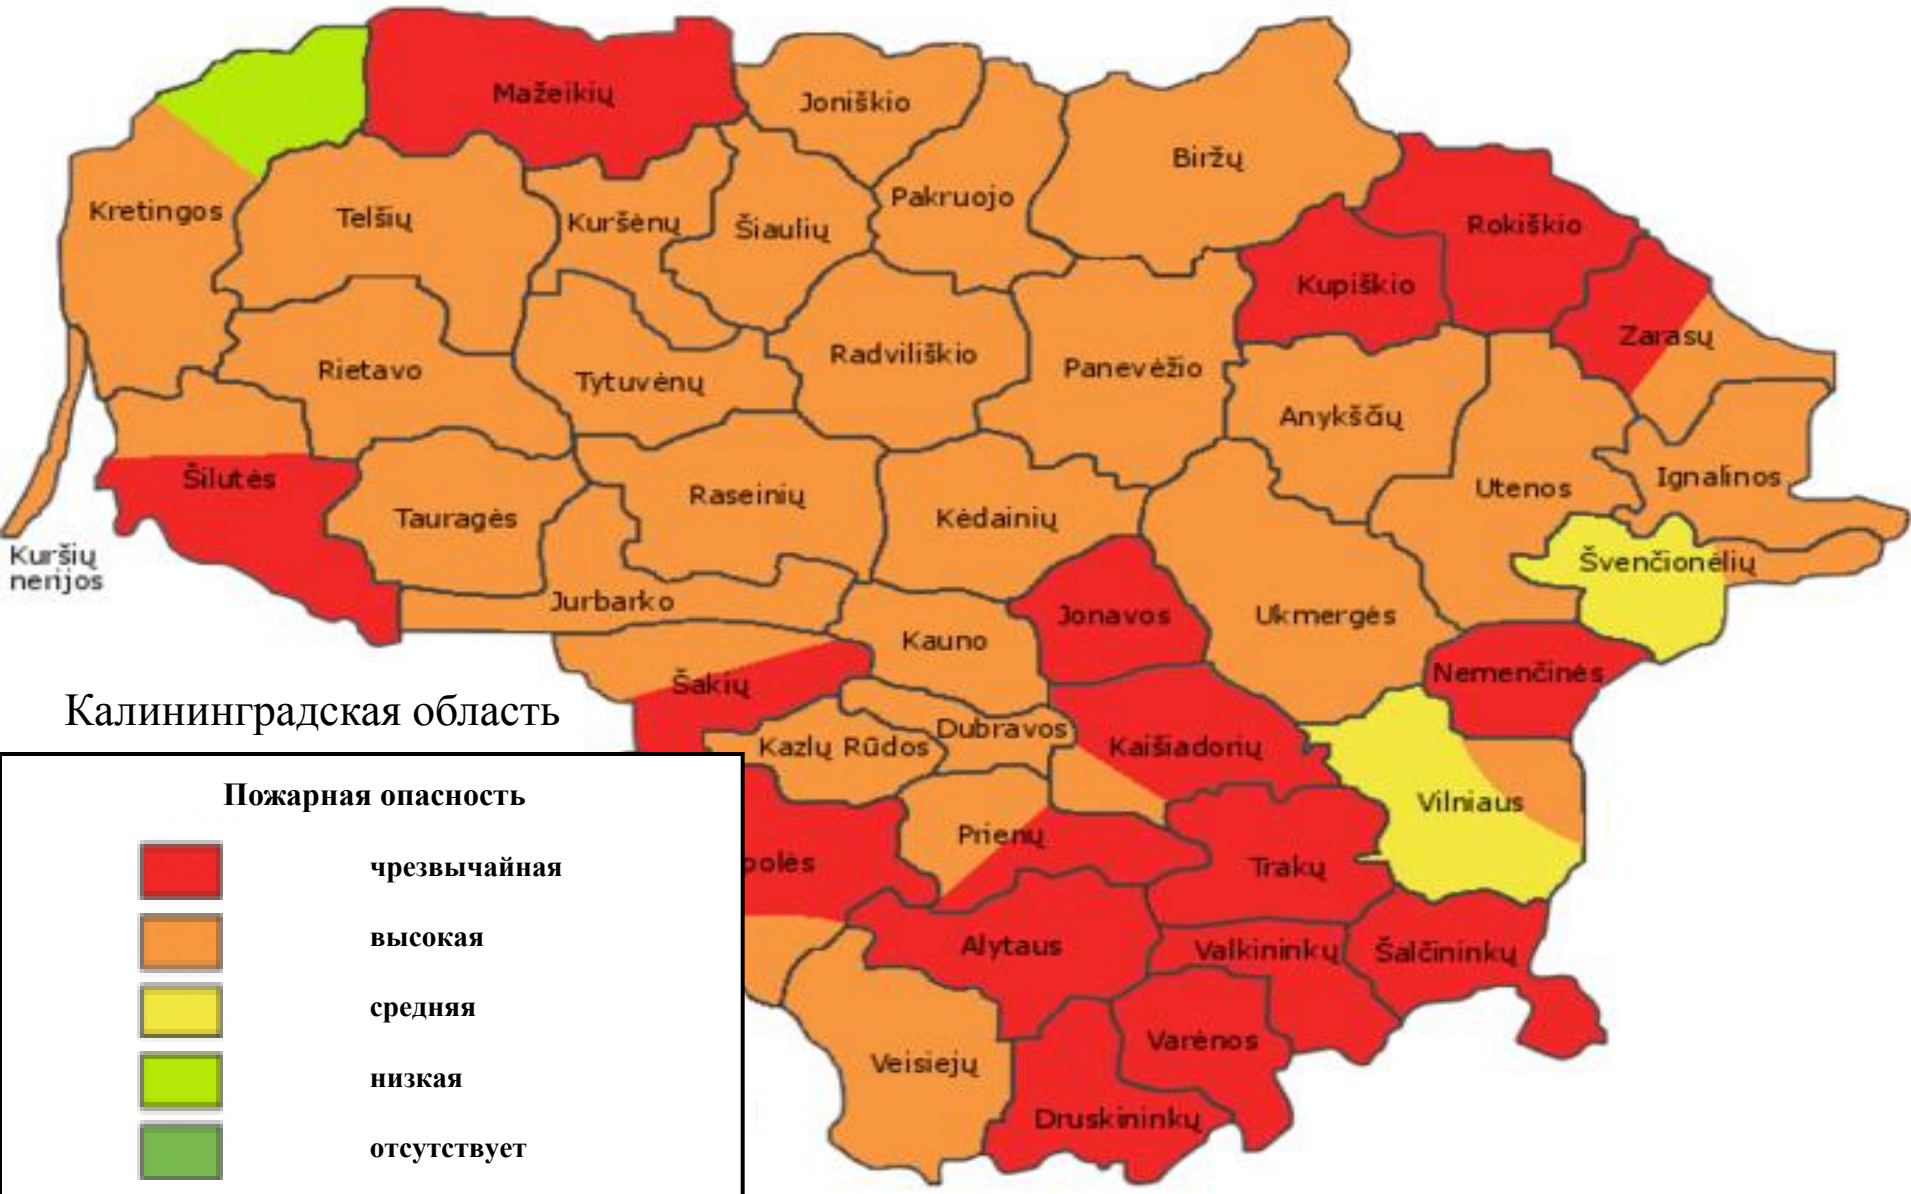 Mažeikių
Joniškio
Biržų
Kretingos
Telšių
Kuršėnų
Šiaulių
Pakruojo
Rokiškio
Kupiškio
Zarasų
Rietavo
Tytuvėnų
Radviliškio
Panevėžio
Anykščių
Šilutės
Tauragės
Raseinių
Kėdainių
Utenos
Ignalinos
Kuršių
nerijos
Švenčionėlių
Jurbarko
Kauno
Jonavos
Ukmergės
Nemenčinės
Šakių
Калининградская область
Kazlų Rūdos
Dubravos
Kaišiadorių
Vilniaus
Prienų
polės
Trakų
Alytaus
Valkininkų
Šalčininkų
Veisiejų
Varėnos
Druskininkų
Пожарная опасность
чрезвычайная
высокая
средняя
низкая
отсутствует